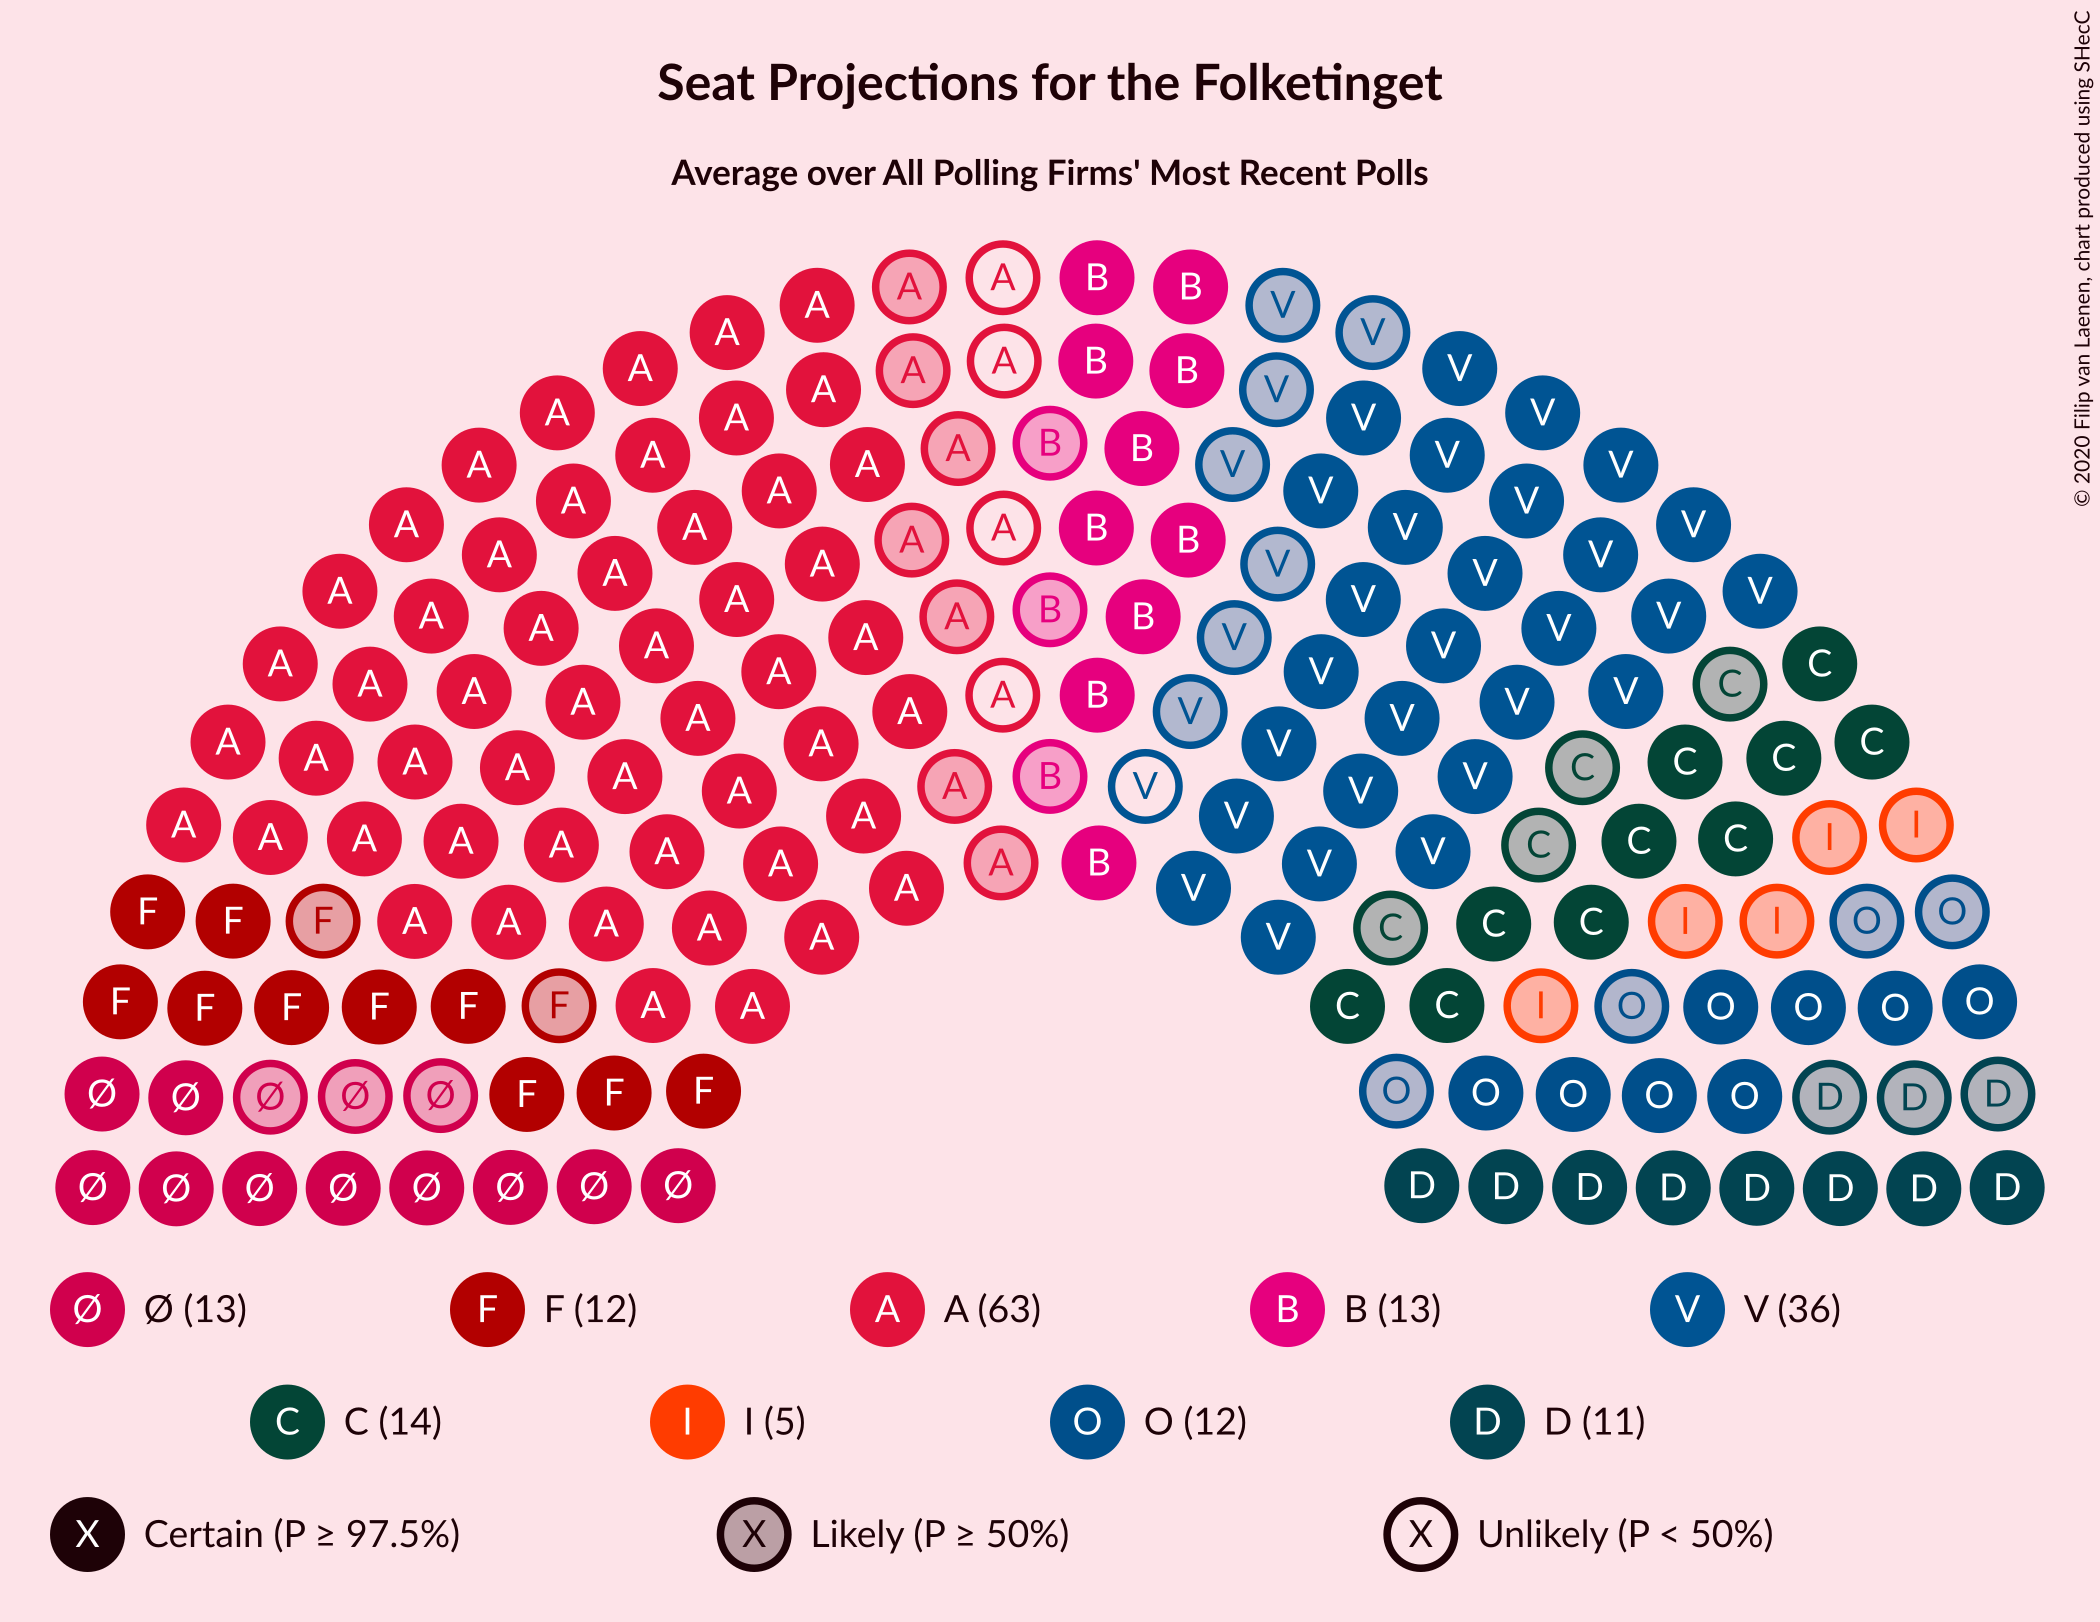 Seat Projections for the Folketinget
Average over All Polling Firms' Most Recent Polls
© 2020 Filip van Laenen, chart produced using SHecC
A A A B B V
A A A A A B B V V V
A A A A A A B B V V V V V
A A A A A A A B B V V V V V
A A A A A A A A A B B V V V V V V V V
A A A A A A A A B V V V V V C C
A A A A A A A A B V V V V C C C C
A A A A A A A A A A B V V V V C C C I I
F F F A A A A A V C C C I I O O
F F F F F F A A C C I O O O O O
Ø Ø Ø Ø Ø F F F O O O O O D D D
Ø Ø Ø Ø Ø Ø Ø Ø D D D D D D D D
Ø Ø (13) F F (12) A A (63) B B (13) V V (36)
C C (14) I I (5) O O (12) D D (11)
X Certain (P ≥ 97.5%) X Likely (P ≥ 50%) X Unlikely (P < 50%)